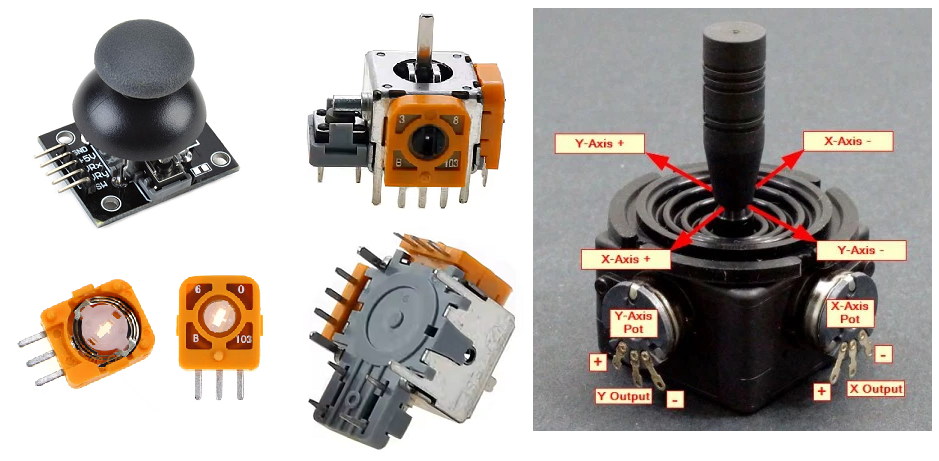 GND
+5V
VRx
VRy
SW
3 8
B 103
6 0
B 103
Y-Axis +
X-Axis -
X-Axis +
Y-Axis -
Y-Axis
Pot
X-Axis
Pot
+
Y Output
-
-
+
X Output